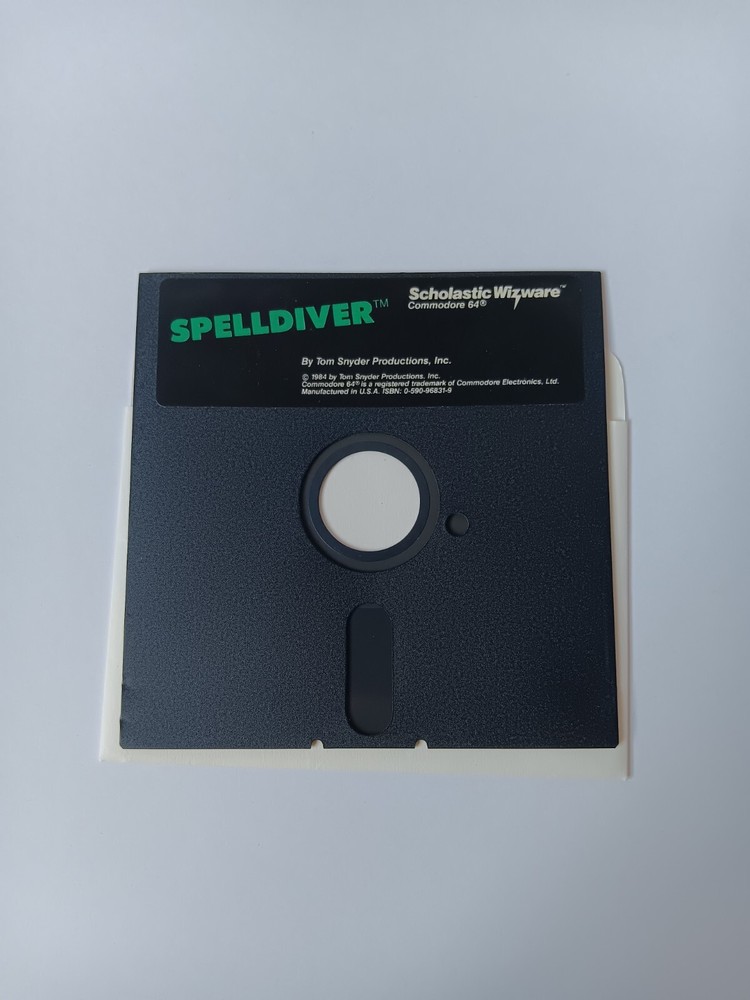 SPELLDIVER™
Scholastic Wizware™
Commodore 64®
By Tom Snyder Productions, Inc.
© 1984 by Tom Snyder Productions, Inc.
Commodore 64® is a registered trademark of Commodore Electronics, Ltd.
Manufactured in U.S.A. ISBN: 0-590-96831-9